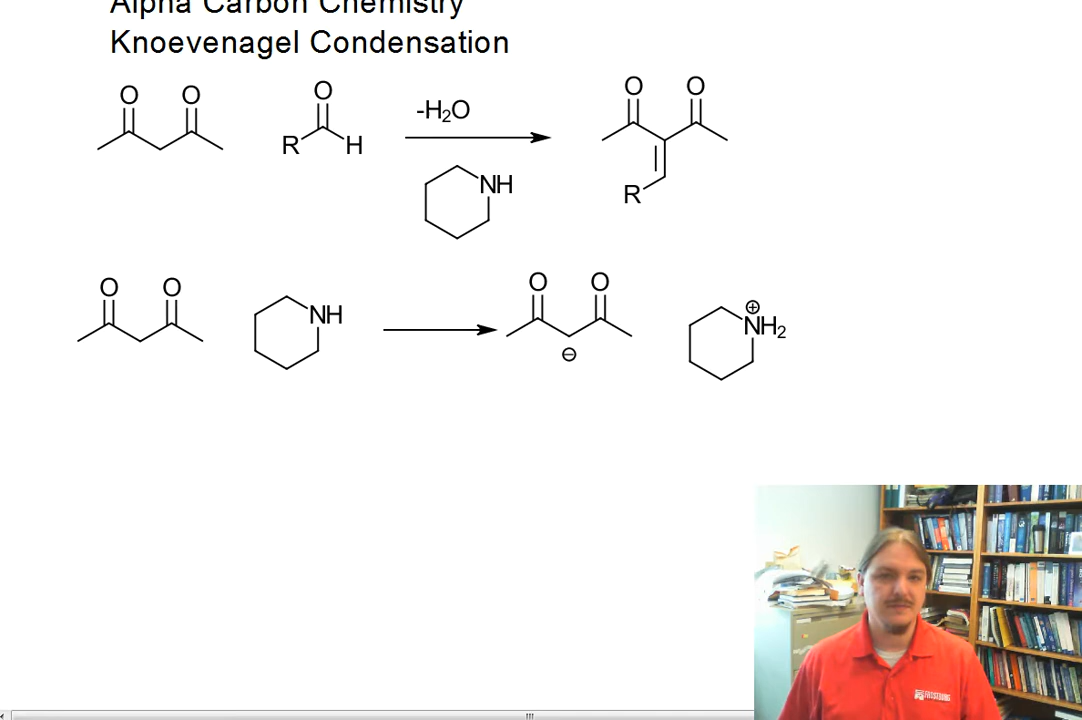 Alpha Carbon Chemistry
Knoevenagel Condensation
O O O -H2O O O
R H
NH
R
O O NH O O ⊕
NH2
⊖